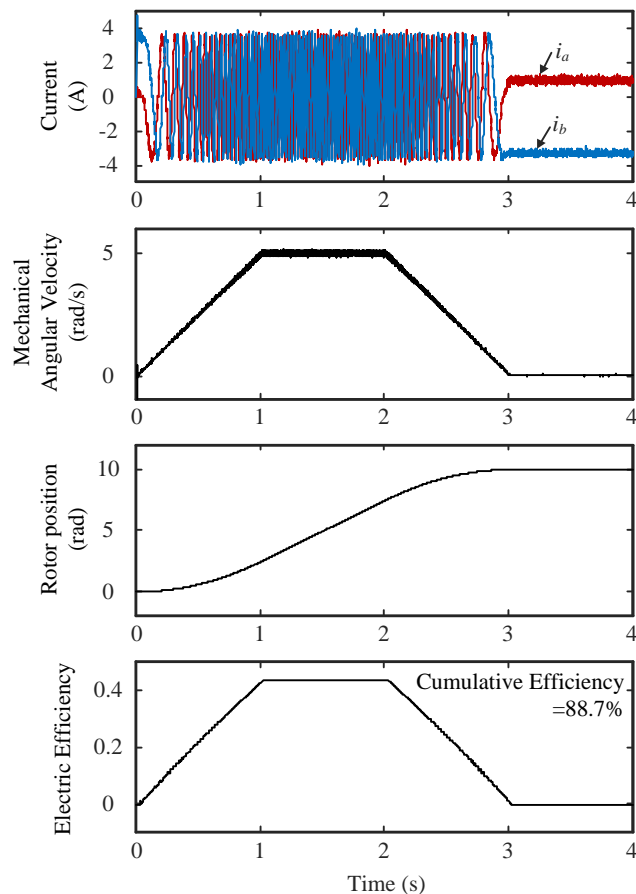 4
2
0
-2
-4
Current
(A)
i_a
i_b
0 1 2 3 4
5
0
Mechanical
Angular Velocity
(rad/s)
0 1 2 3 4
10
5
0
Rotor position
(rad)
0 1 2 3 4
0.4
0.2
0
Electric Efficiency
Cumulative Efficiency
=88.7%
0 1 2 3 4
Time (s)